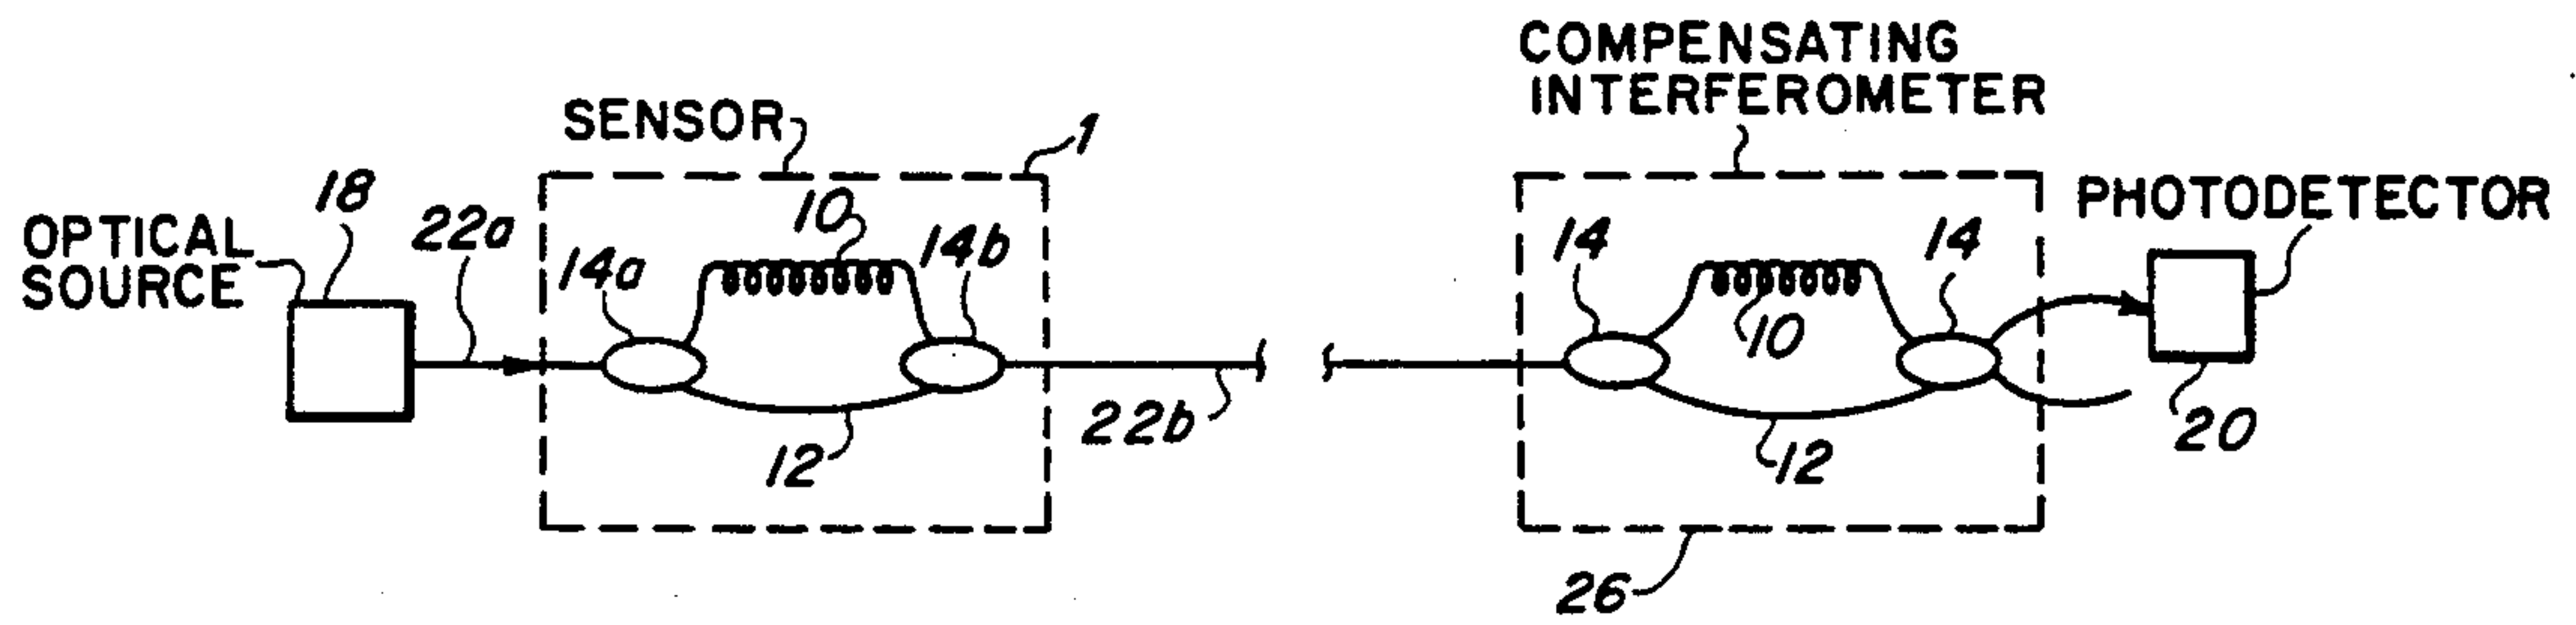 COMPENSATING
INTERFEROMETER
SENSOR
1
OPTICAL
SOURCE
18
22a
14a
10
14b
12
22b
14
10
14
12
26
PHOTODETECTOR
20